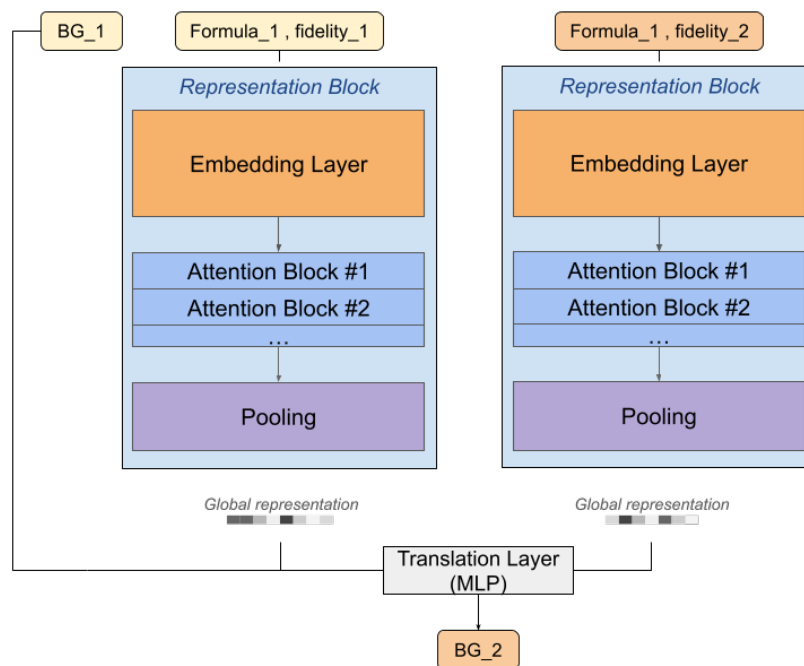 BG_1
Formula_1 , fidelity_1
Formula_1 , fidelity_2
Representation Block
Embedding Layer
Attention Block #1
Attention Block #2
...
Pooling
Global representation
Representation Block
Embedding Layer
Attention Block #1
Attention Block #2
...
Pooling
Global representation
Translation Layer
(MLP)
BG_2